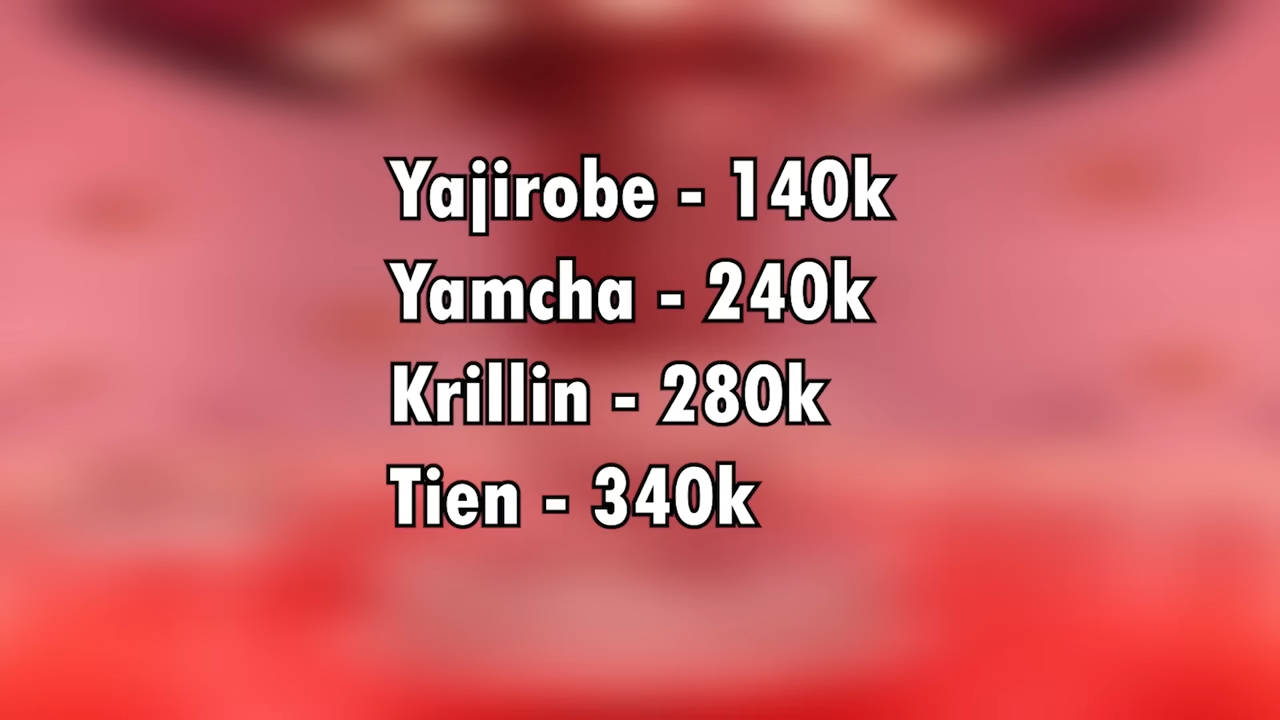 Yajirobe - 140k
Yamcha - 240k
Krillin - 280k
Tien - 340k